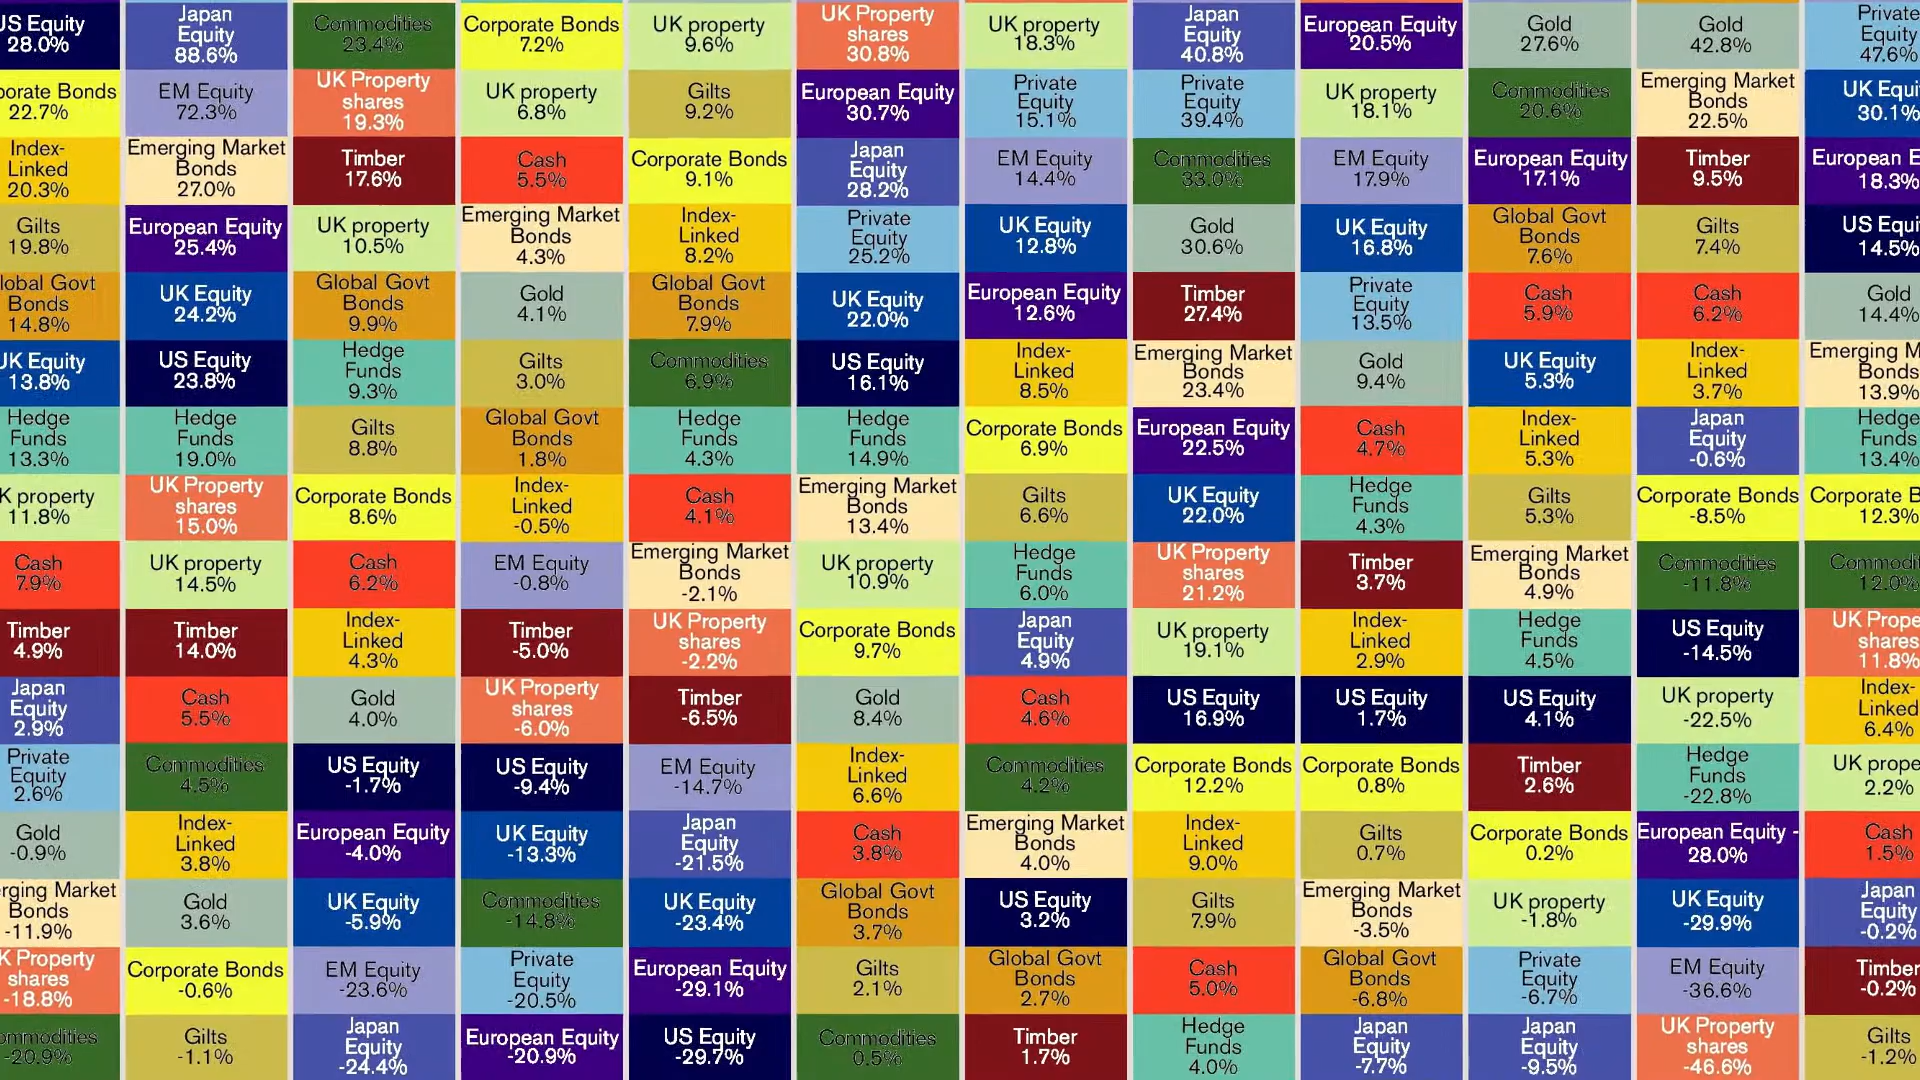 US Equity
28.0%
porate Bonds
22.7%
Index-
Linked
20.3%
Gilts
19.8%
lobal Govt
Bonds
14.8%
UK Equity
13.8%
Hedge
Funds
13.3%
K property
11.8%
Cash
7.9%
Timber
4.9%
Japan
Equity
2.9%
Private
Equity
2.6%
Gold
-0.9%
rging Market
Bonds
-11.9%
K Property
shares
-18.8%
ommodities
-20.9%
Japan
Equity
88.6%
EM Equity
72.3%
Emerging Market
Bonds
27.0%
European Equity
25.4%
UK Equity
24.2%
US Equity
23.8%
Hedge
Funds
19.0%
UK Property
shares
15.0%
UK property
14.5%
Timber
14.0%
Cash
5.5%
Commodities
4.5%
Index-
Linked
3.8%
Gold
3.6%
Corporate Bonds
-0.6%
Gilts
-1.1%
Commodities
23.4%
UK Property
shares
19.3%
Timber
17.6%
UK property
10.5%
Global Govt
Bonds
9.9%
Hedge
Funds
9.3%
Gilts
8.8%
Corporate Bonds
8.6%
Cash
6.2%
Index-
Linked
4.3%
Gold
4.0%
US Equity
-1.7%
European Equity
-4.0%
UK Equity
-5.9%
EM Equity
-23.6%
Japan
Equity
-24.4%
Corporate Bonds
7.2%
UK property
6.8%
Cash
5.5%
Emerging Market
Bonds
4.3%
Gold
4.1%
Gilts
3.0%
Global Govt
Bonds
1.8%
Index-
Linked
-0.5%
EM Equity
-0.8%
Timber
-5.0%
UK Property
shares
-6.0%
US Equity
-9.4%
UK Equity
-13.3%
Commodities
-14.8%
Private
Equity
-20.5%
European Equity
-20.9%
UK property
9.6%
Gilts
9.2%
Corporate Bonds
9.1%
Index-
Linked
8.2%
Global Govt
Bonds
7.9%
Commodities
6.9%
Hedge
Funds
4.3%
Cash
4.1%
Emerging Market
Bonds
-2.1%
UK Property
shares
-2.2%
Timber
-6.5%
EM Equity
-14.7%
Japan
Equity
-21.5%
UK Equity
-23.4%
European Equity
-29.1%
US Equity
-29.7%
UK Property
shares
30.8%
European Equity
30.7%
Japan
Equity
28.2%
Private
Equity
25.2%
UK Equity
22.0%
US Equity
16.1%
Hedge
Funds
14.9%
Emerging Market
Bonds
13.4%
UK property
10.9%
Corporate Bonds
9.7%
Gold
8.4%
Index-
Linked
6.6%
Cash
3.8%
Global Govt
Bonds
3.7%
Gilts
2.1%
Commodities
0.5%
UK property
18.3%
Private
Equity
15.1%
EM Equity
14.4%
UK Equity
12.8%
European Equity
12.6%
Index-
Linked
8.5%
Corporate Bonds
6.9%
Gilts
6.6%
Hedge
Funds
6.0%
Japan
Equity
4.9%
Cash
4.6%
Commodities
4.2%
Emerging Market
Bonds
4.0%
US Equity
3.2%
Global Govt
Bonds
2.7%
Timber
1.7%
Japan
Equity
40.8%
Private
Equity
39.4%
Commodities
33.0%
Gold
30.6%
Timber
27.4%
Emerging Market
Bonds
23.4%
European Equity
22.5%
UK Equity
22.0%
UK Property
shares
21.2%
UK property
19.1%
US Equity
16.9%
Corporate Bonds
12.2%
Index-
Linked
9.0%
Gilts
7.9%
Cash
5.0%
Hedge
Funds
4.0%
European Equity
20.5%
UK property
18.1%
EM Equity
17.9%
UK Equity
16.8%
Private
Equity
13.5%
Gold
9.4%
Cash
4.7%
Hedge
Funds
4.3%
Timber
3.7%
Index-
Linked
2.9%
US Equity
1.7%
Corporate Bonds
0.8%
Gilts
0.7%
Emerging Market
Bonds
-3.5%
Global Govt
Bonds
-6.8%
Japan
Equity
-7.7%
Gold
27.6%
Commodities
20.6%
European Equity
17.1%
Global Govt
Bonds
7.6%
Cash
5.9%
UK Equity
5.3%
Index-
Linked
5.3%
Gilts
5.3%
Emerging Market
Bonds
4.9%
Hedge
Funds
4.5%
US Equity
4.1%
Timber
2.6%
Corporate Bonds
0.2%
UK property
-1.8%
Private
Equity
-6.7%
Japan
Equity
-9.5%
Gold
42.8%
Emerging Market
Bonds
22.5%
Timber
9.5%
Gilts
7.4%
Cash
6.2%
Index-
Linked
3.7%
Japan
Equity
-0.6%
Corporate Bonds
-8.5%
Commodities
-11.8%
US Equity
-14.5%
UK property
-22.5%
Hedge
Funds
-22.8%
European Equity -
28.0%
UK Equity
-29.9%
EM Equity
-36.6%
UK Property
shares
-46.6%
Private
Equity
47.6%
UK Equi
30.1%
European E
18.3%
US Equi
14.5%
Gold
14.4%
Emerging M
Bonds
13.9%
Hedge
Funds
13.4%
Corporate B
12.3%
Commodi
12.0%
UK Prope
shares
11.8%
Index-
Linked
6.4%
UK prope
2.2%
Cash
1.5%
Japan
Equity
-0.2%
Timber
-0.2%
Gilts
-1.2%